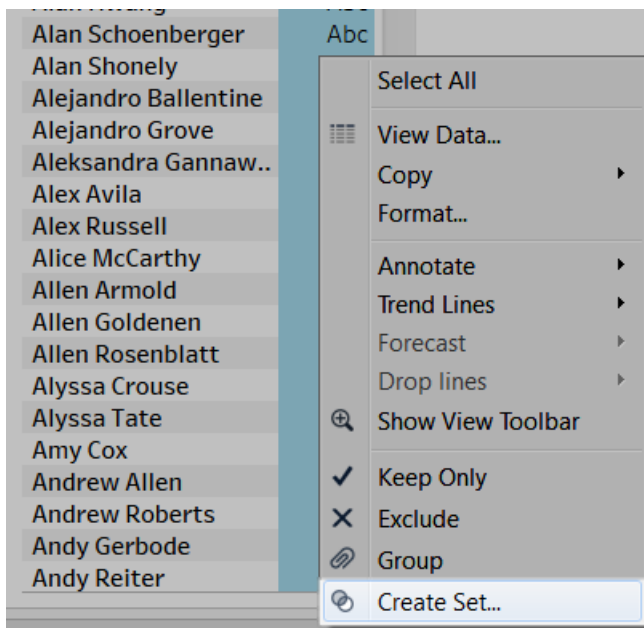 Alan Schoenberger Abc
Alan Shonely
Alejandro Ballentine
Alejandro Grove
Aleksandra Gannaw..
Alex Avila
Alex Russell
Alice McCarthy
Allen Armold
Allen Goldenen
Allen Rosenblatt
Alyssa Crouse
Alyssa Tate
Amy Cox
Andrew Allen
Andrew Roberts
Andy Gerbode
Andy Reiter
Select All
View Data...
Copy
Format...
Annotate
Trend Lines
Forecast
Drop lines
Show View Toolbar
Keep Only
Exclude
Group
Create Set...